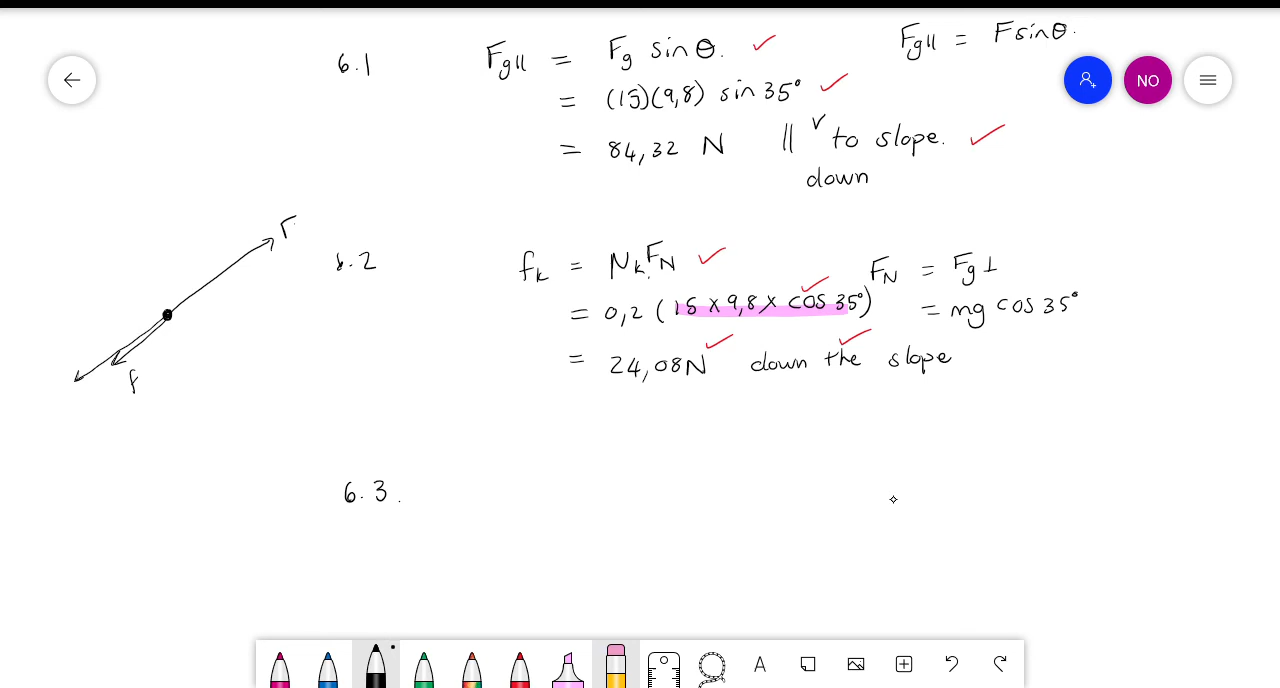 6.1 Fg∥ = Fg sin θ. Fg∥ = F sin θ.
= (15)(9,8) sin 35°
= 84,32 N ∥ to slope.
down
NO
F
6.2 fk = μk.FN FN = Fg⊥
= 0,2 (15 x 9,8 x cos 35°) = mg cos 35°
= 24,08N down the slope
f
6.3.
A